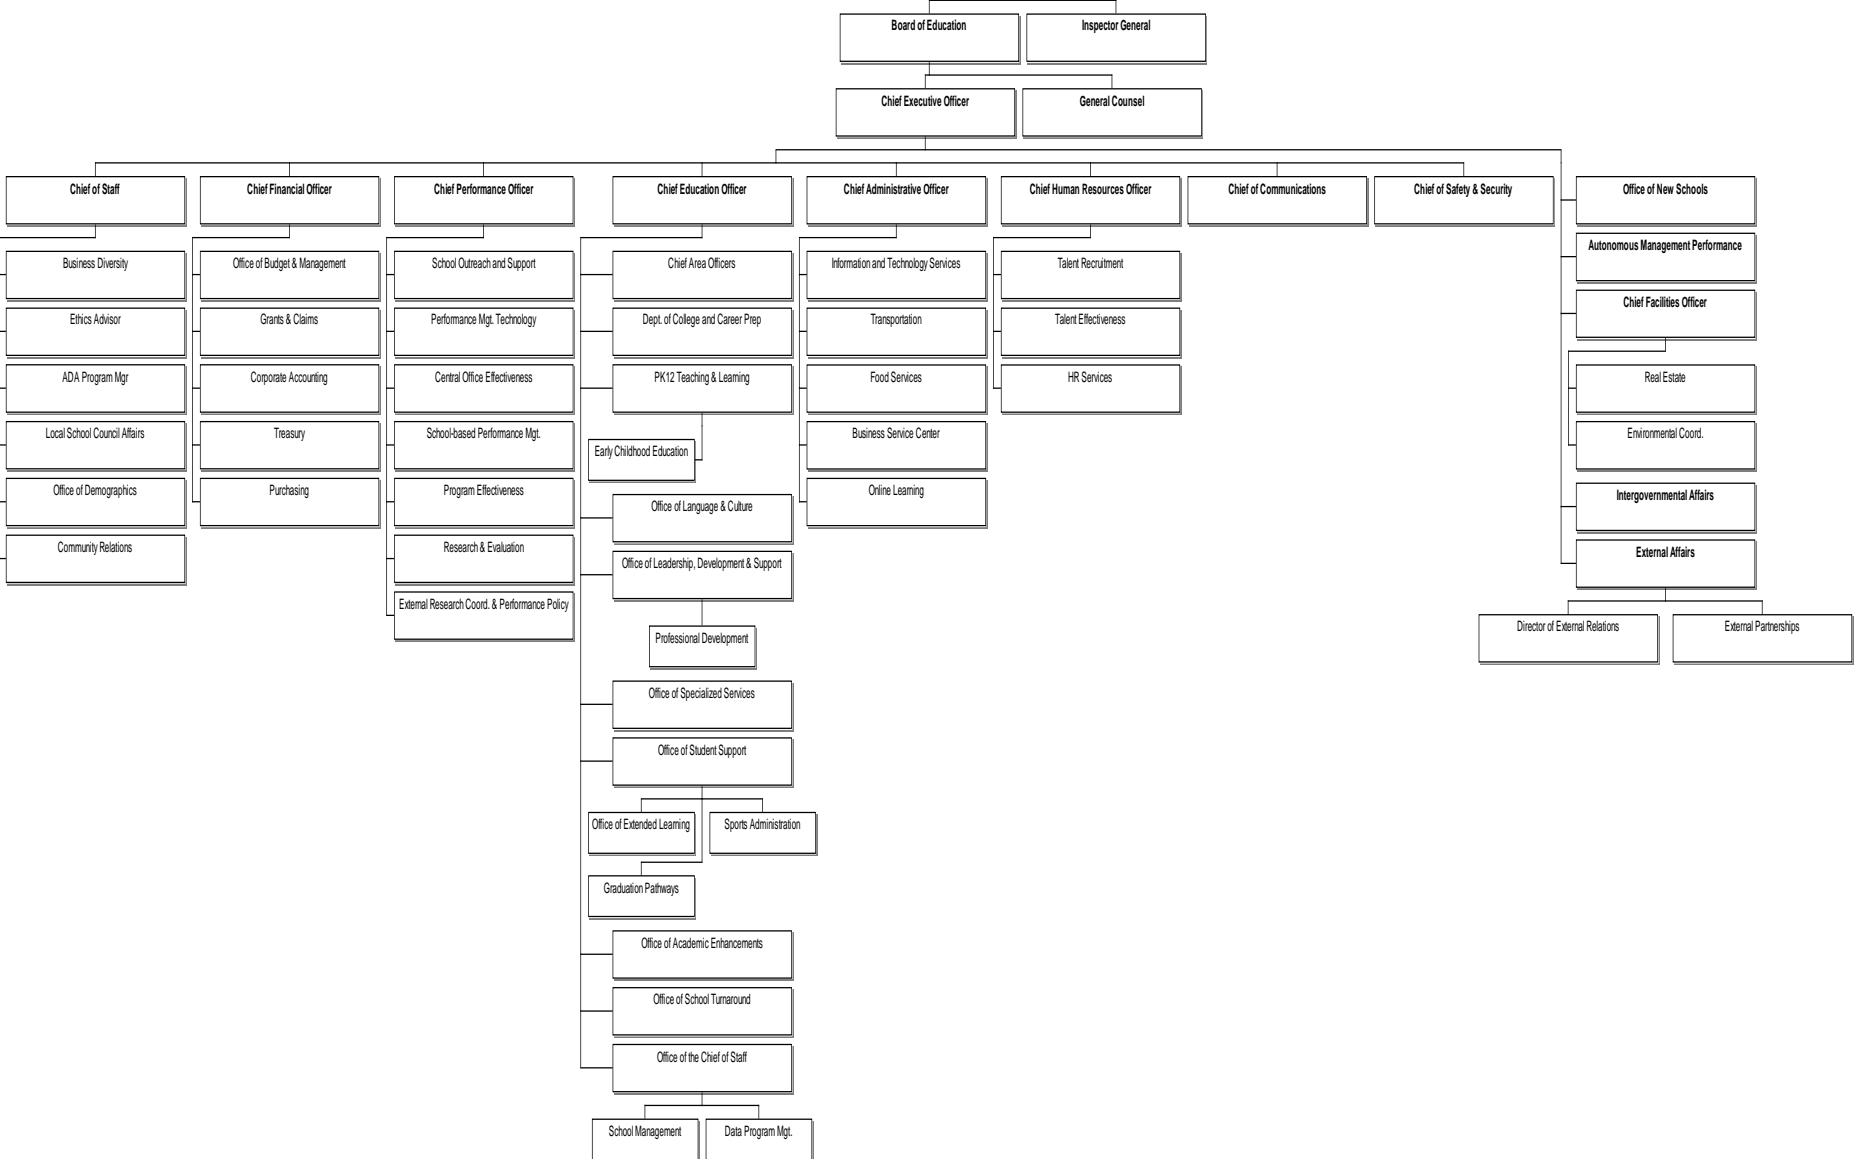 Board of Education
Inspector General
Chief Executive Officer
General Counsel
Chief of Staff
Chief Financial Officer
Chief Performance Officer
Chief Education Officer
Chief Administrative Officer
Chief Human Resources Officer
Chief of Communications
Chief of Safety & Security
Office of New Schools
Business Diversity
Ethics Advisor
ADA Program Mgr
Local School Council Affairs
Office of Demographics
Community Relations
Office of Budget & Management
Grants & Claims
Corporate Accounting
Treasury
Purchasing
School Outreach and Support
Performance Mgt. Technology
Central Office Effectiveness
School-based Performance Mgt.
Program Effectiveness
Research & Evaluation
External Research Coord. & Performance Policy
Chief Area Officers
Dept. of College and Career Prep
PK12 Teaching & Learning
Early Childhood Education
Office of Language & Culture
Office of Leadership, Development & Support
Professional Development
Office of Specialized Services
Office of Student Support
Office of Extended Learning
Sports Administration
Graduation Pathways
Office of Academic Enhancements
Office of School Turnaround
Office of the Chief of Staff
School Management
Data Program Mgt.
Information and Technology Services
Transportation
Food Services
Business Service Center
Online Learning
Talent Recruitment
Talent Effectiveness
HR Services
Autonomous Management Performance
Chief Facilities Officer
Real Estate
Environmental Coord.
Intergovernmental Affairs
External Affairs
Director of External Relations
External Partnerships